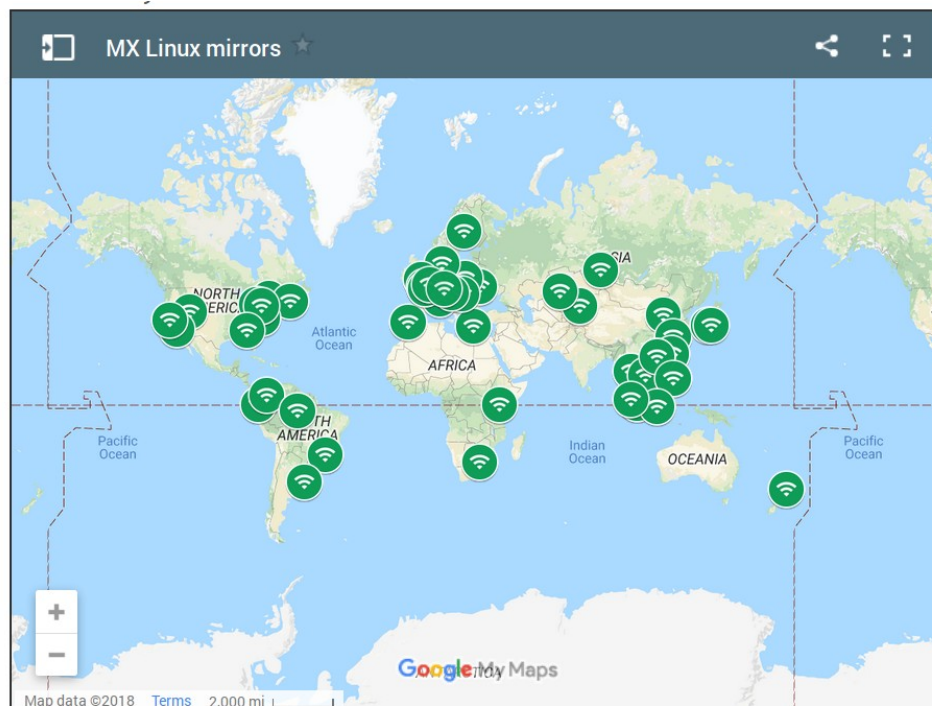 MX Linux mirrors
NORTH
AMERICA
Atlantic
Ocean
AFRICA
SOUTH
AMERICA
Pacific
Ocean
Indian
Ocean
OCEANIA
Pacific
Ocean
+
−
Google My Maps
Map data ©2018 Terms 2,000 mi